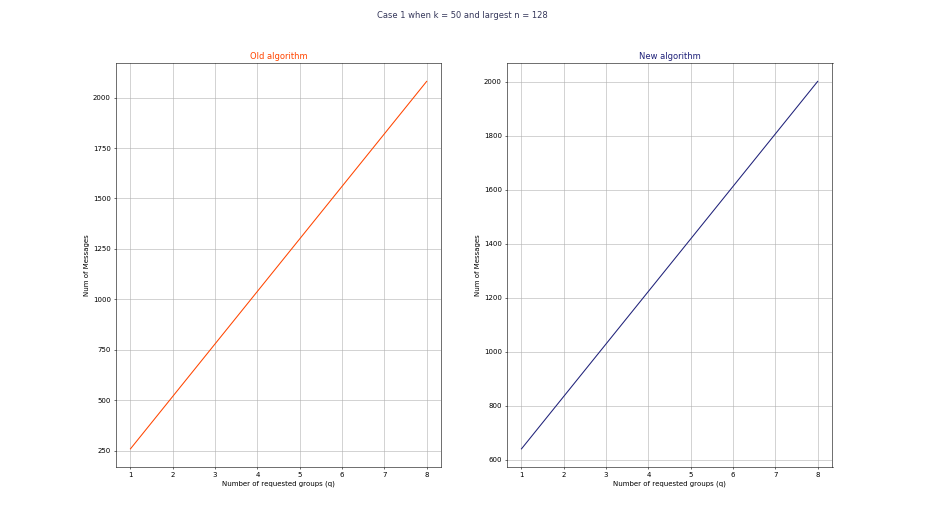 Case 1 when k = 50 and largest n = 128
Old algorithm
Num of Messages
2000
1750
1500
1250
1000
750
500
250
1 2 3 4 5 6 7 8
Number of requested groups (q)
New algorithm
Num of Messages
2000
1800
1600
1400
1200
1000
800
600
1 2 3 4 5 6 7 8
Number of requested groups (q)